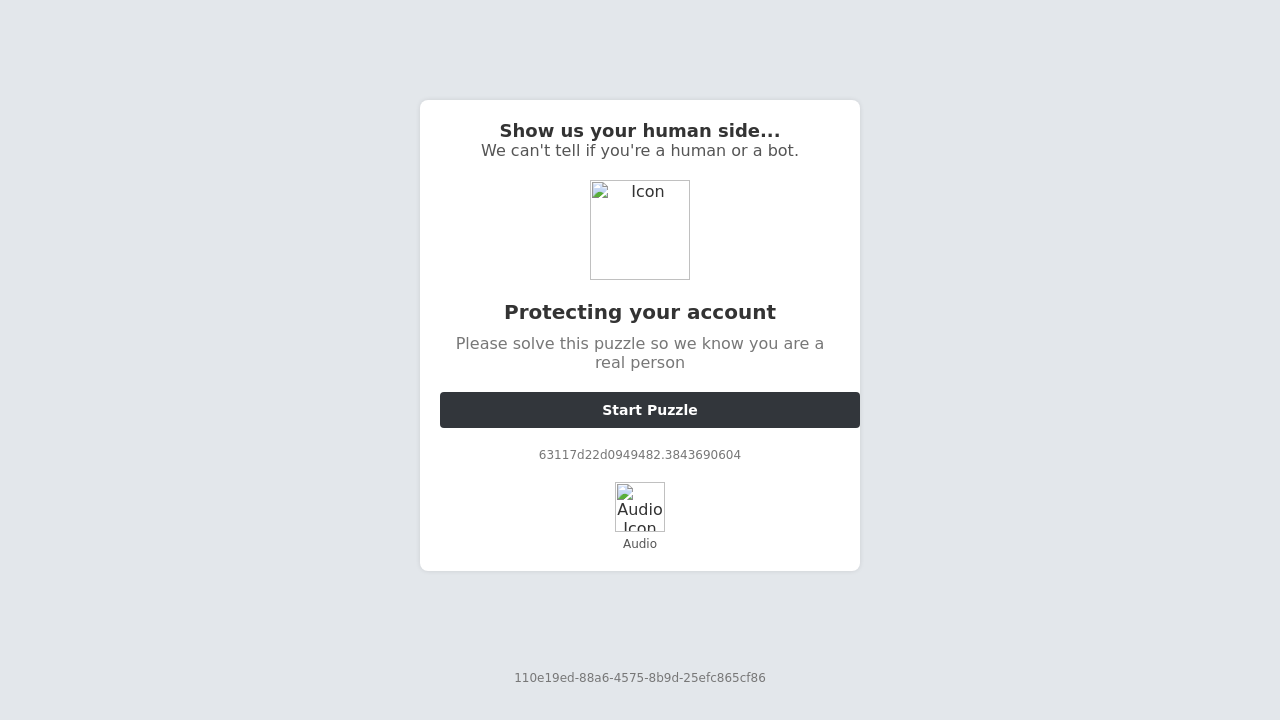 Show us your human side...
We can't tell if you're a human or a bot.
Icon
Protecting your account
Please solve this puzzle so we know you are a
real person
Start Puzzle
63117d22d0949482.3843690604
Audio
Icon
Audio
110e19ed-88a6-4575-8b9d-25efc865cf86